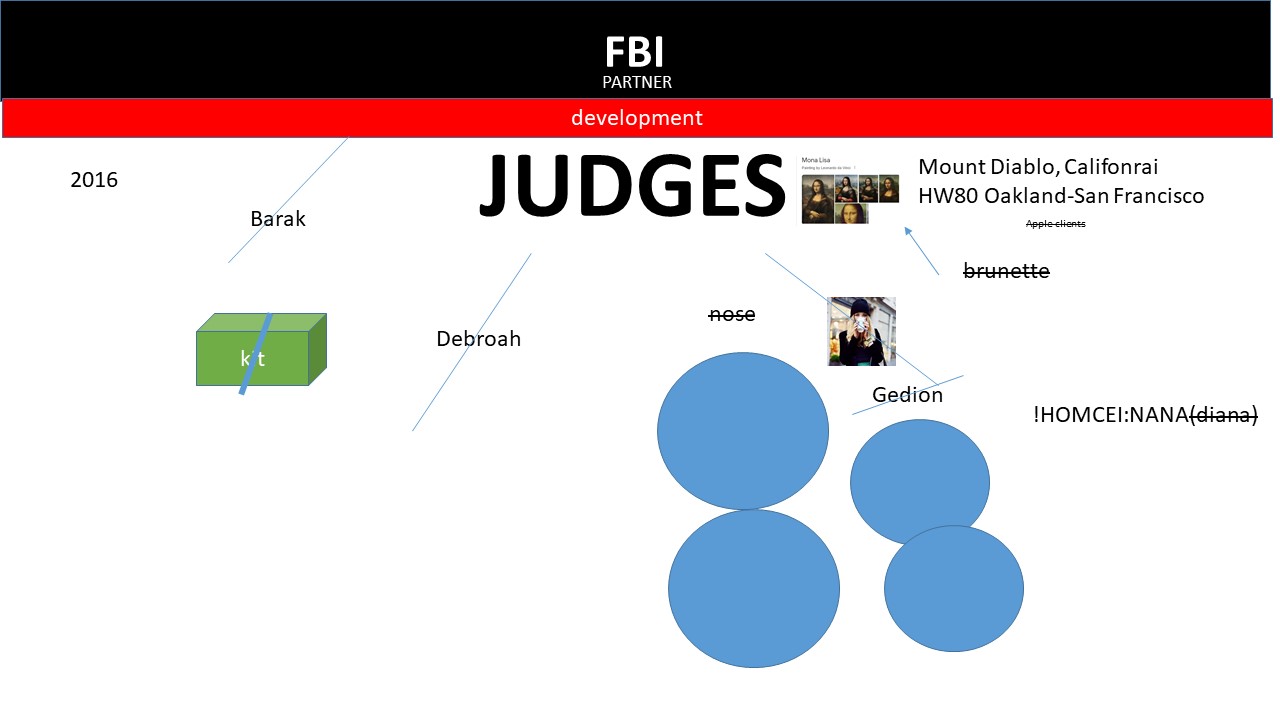 FBI
PARTNER
development
JUDGES
Mona Lisa
Painting by Leonardo da Vinci
Mount Diablo, Califonrai
HW80 Oakland-San Francisco
Apple clients
2016
Barak
brunette
nose
Debroah
kit
Gedion
!HOMCEI:NANA(diana)